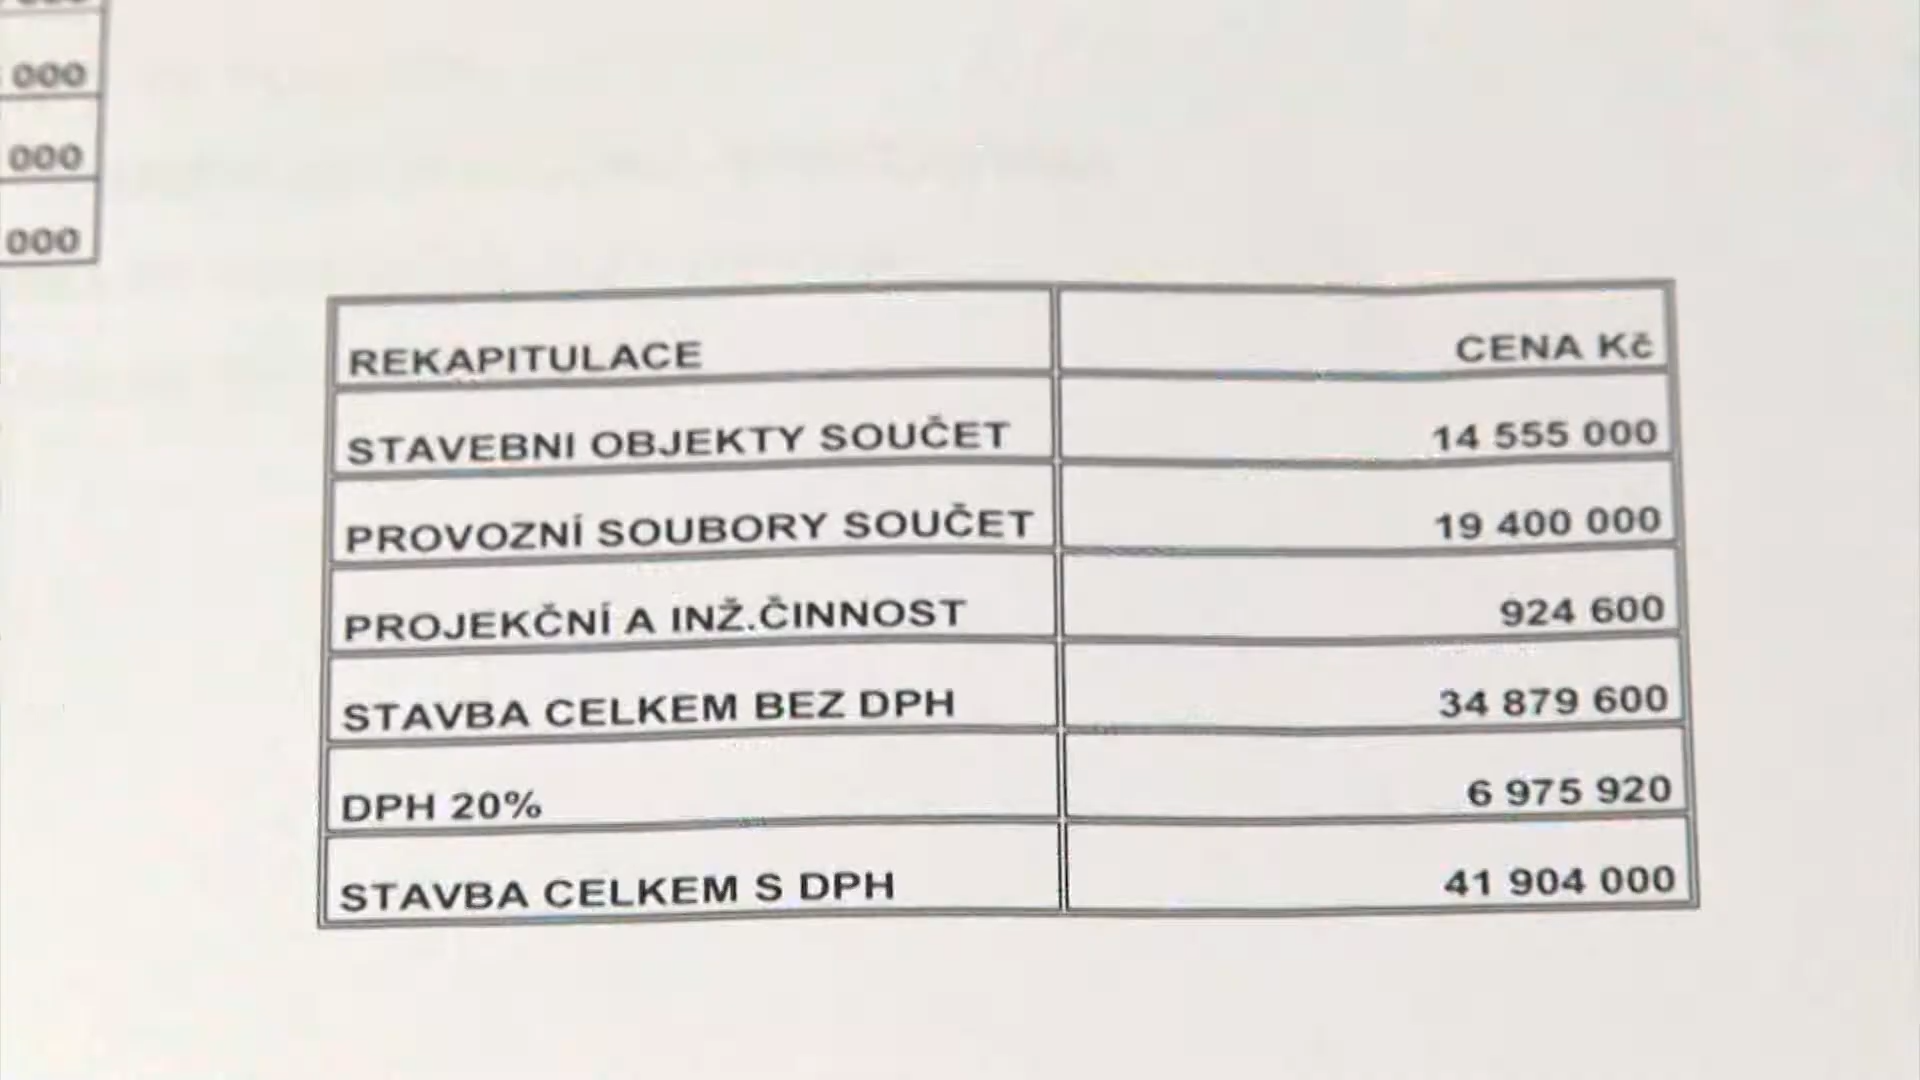 000
000
000
REKAPITULACE CENA Kč
STAVEBNI OBJEKTY SOUČET 14 555 000
PROVOZNÍ SOUBORY SOUČET 19 400 000
PROJEKČNÍ A INŽ.ČINNOST 924 600
STAVBA CELKEM BEZ DPH 34 879 600
DPH 20% 6 975 920
STAVBA CELKEM S DPH 41 904 000